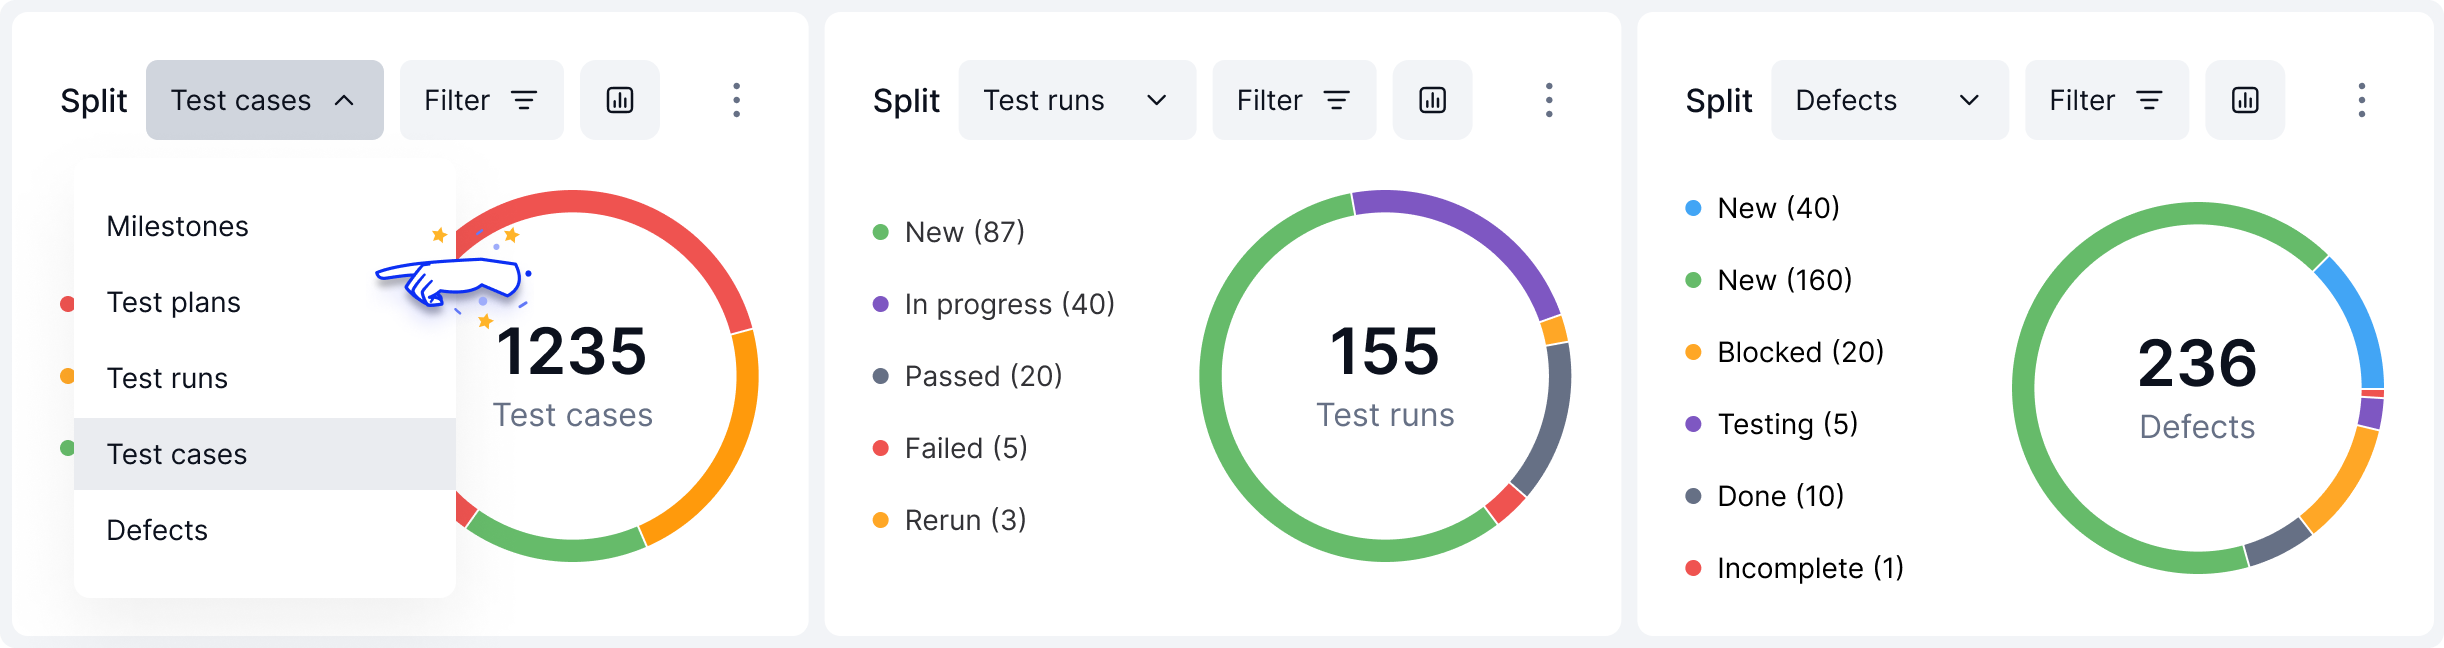 Split
Test cases
Filter
Milestones
Test plans
Test runs
Test cases
Defects
1235
Test cases
Split
Test runs
Filter
New (87)
In progress (40)
Passed (20)
Failed (5)
Rerun (3)
155
Test runs
Split
Defects
Filter
New (40)
New (160)
Blocked (20)
Testing (5)
Done (10)
Incomplete (1)
236
Defects